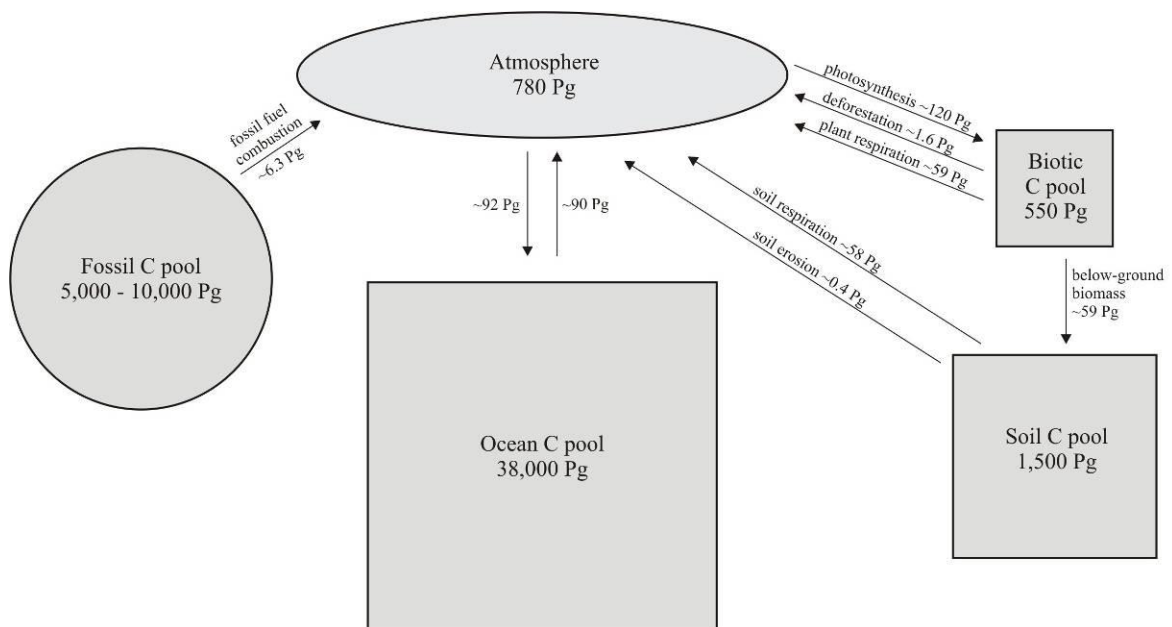 Atmosphere
780 Pg
photosynthesis ~120 Pg
deforestation ~1.6 Pg
plant respiration ~59 Pg
fossil fuel
combustion
~6.3 Pg
Biotic
C pool
550 Pg
~92 Pg
~90 Pg
soil respiration ~58 Pg
soil erosion ~0.4 Pg
Fossil C pool
5,000 - 10,000 Pg
below-ground
biomass
~59 Pg
Ocean C pool
38,000 Pg
Soil C pool
1,500 Pg